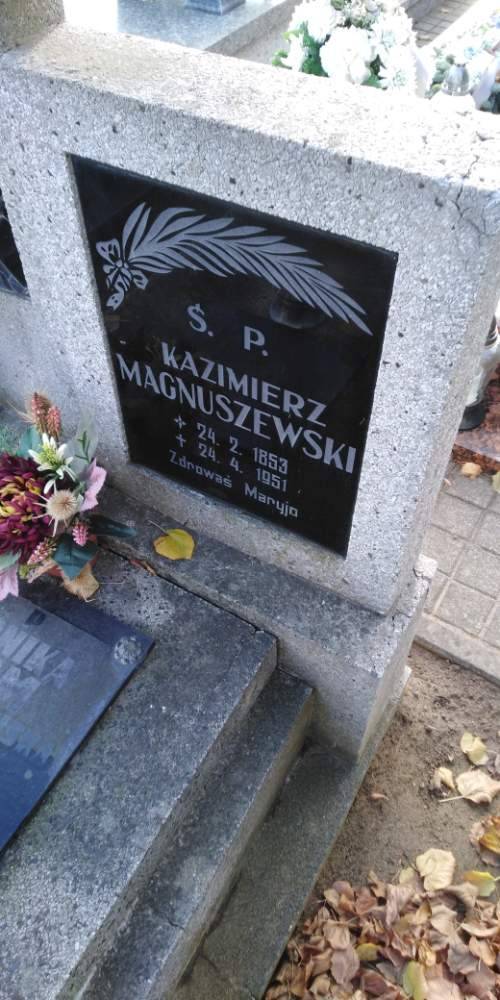 Ś. P.
KAZIMIERZ
MAGNUSZEWSKI
* 24. 2. 1853
+ 24. 4. 1951
Zdrowaś Maryjo